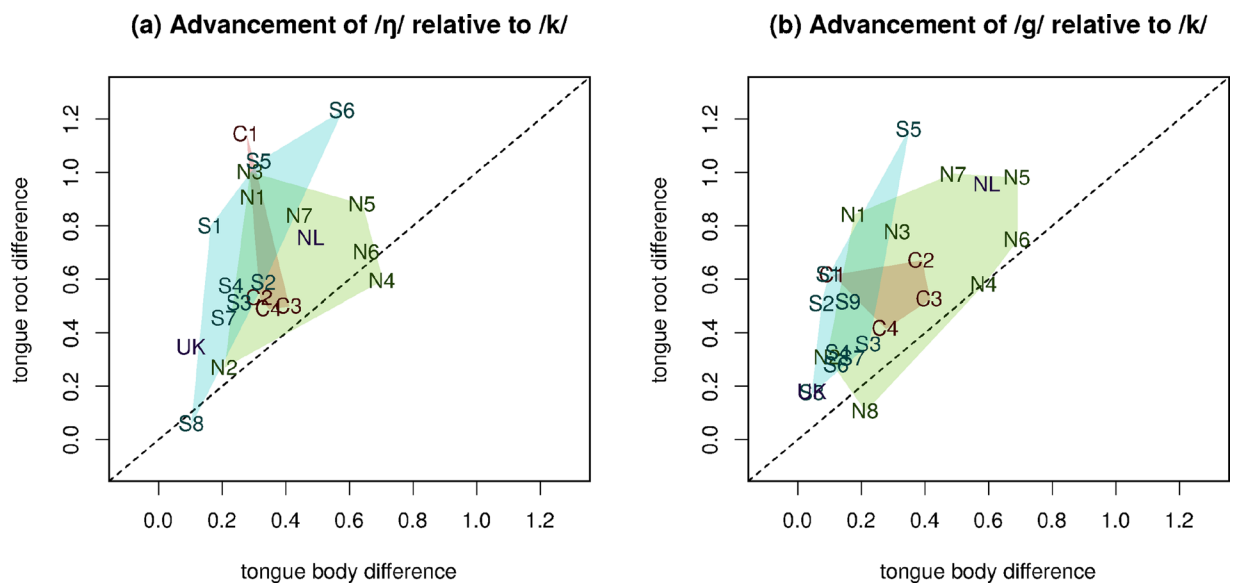 (a) Advancement of /ŋ/ relative to /k/
tongue root difference
1.2
1.0
0.8
0.6
0.4
0.2
0.0
S6
C1
S5
N3
N1
N5
N7
S1
NL
N6
N4
S2
S4
C2
S3
C4
C3
S7
UK
N2
S8
0.0 0.2 0.4 0.6 0.8 1.0 1.2
tongue body difference
(b) Advancement of /g/ relative to /k/
tongue root difference
1.2
1.0
0.8
0.6
0.4
0.2
0.0
S5
N7
NL
N5
N1
N3
N6
C2
C1
N4
S2
S9
C3
C4
S3
S7
S6
UK
N8
0.0 0.2 0.4 0.6 0.8 1.0 1.2
tongue body difference